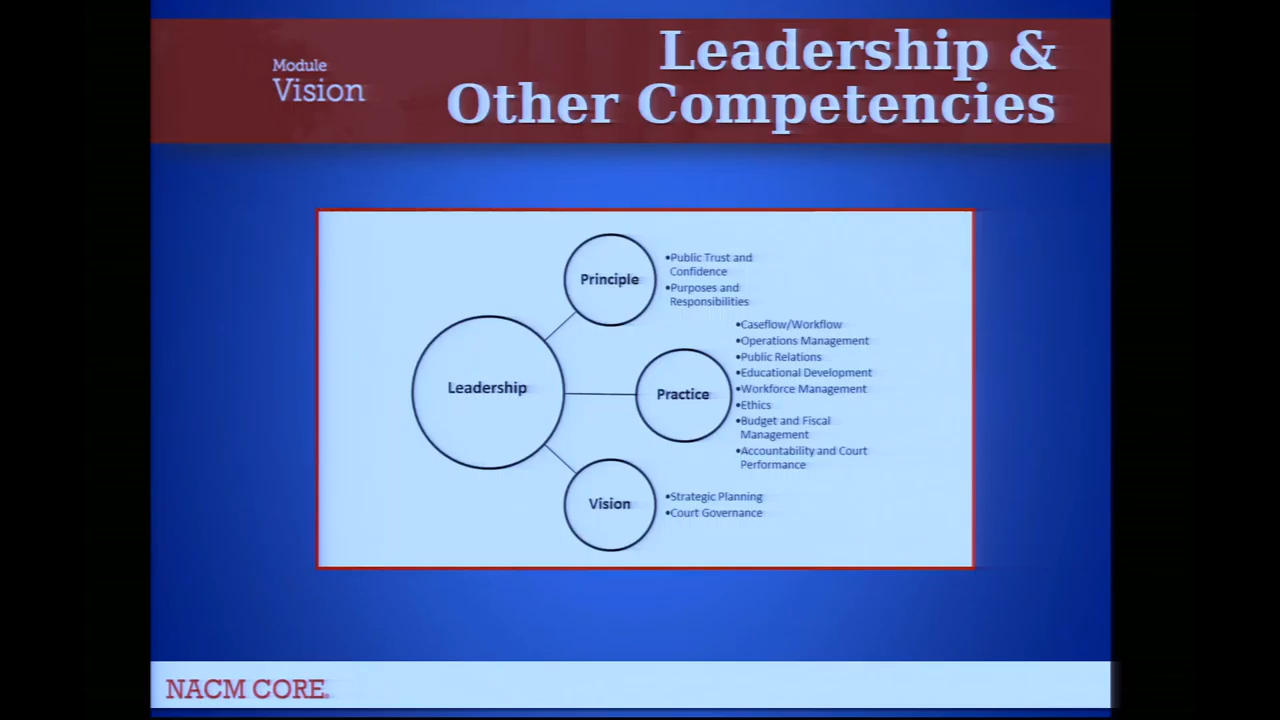 Module
Vision
Leadership &
Other Competencies
Principle
•Public Trust and
Confidence
•Purposes and
Responsibilities
Leadership
Practice
•Caseflow/Workflow
•Operations Management
•Public Relations
•Educational Development
•Workforce Management
•Ethics
•Budget and Fiscal
Management
•Accountability and Court
Performance
Vision
•Strategic Planning
•Court Governance
NACM CORE®